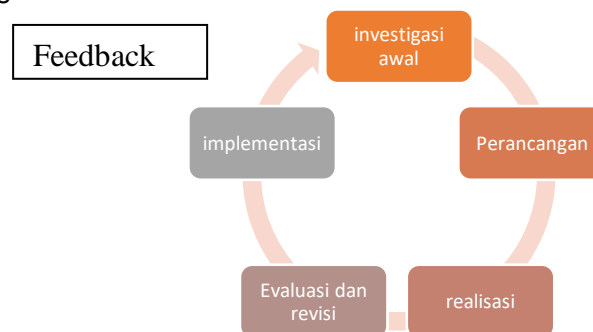 Feedback
investigasi
awal
Perancangan
realisasi
Evaluasi dan
revisi
implementasi